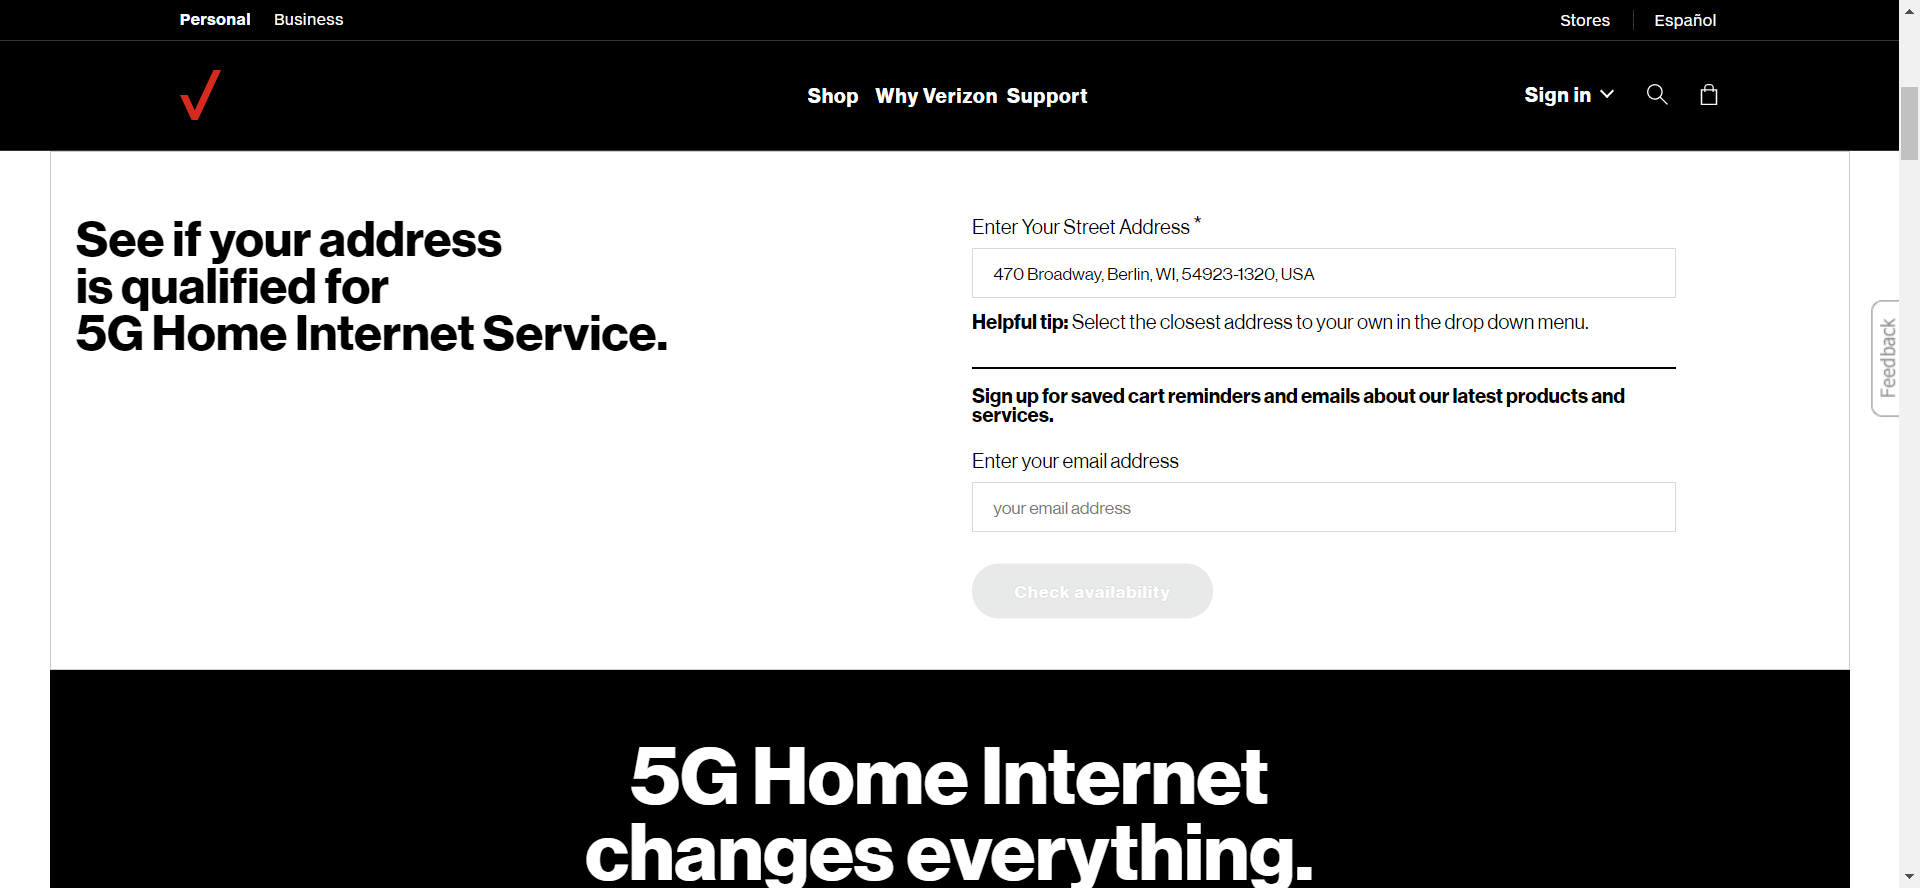 Personal Business
Stores Español
Shop Why Verizon Support
Sign in
See if your address
is qualified for
5G Home Internet Service.
Enter Your Street Address *
470 Broadway, Berlin, WI, 54923-1320, USA
Helpful tip: Select the closest address to your own in the drop down menu.
Sign up for saved cart reminders and emails about our latest products and
services.
Enter your email address
your email address
Check availability
Feedback
5G Home Internet
changes everything.